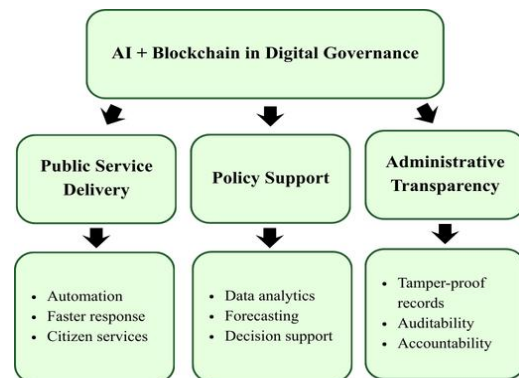 AI + Blockchain in Digital Governance
Public Service
Delivery
Policy Support
Administrative
Transparency
• Automation
• Faster response
• Citizen services
• Data analytics
• Forecasting
• Decision support
• Tamper-proof
records
• Auditability
• Accountability